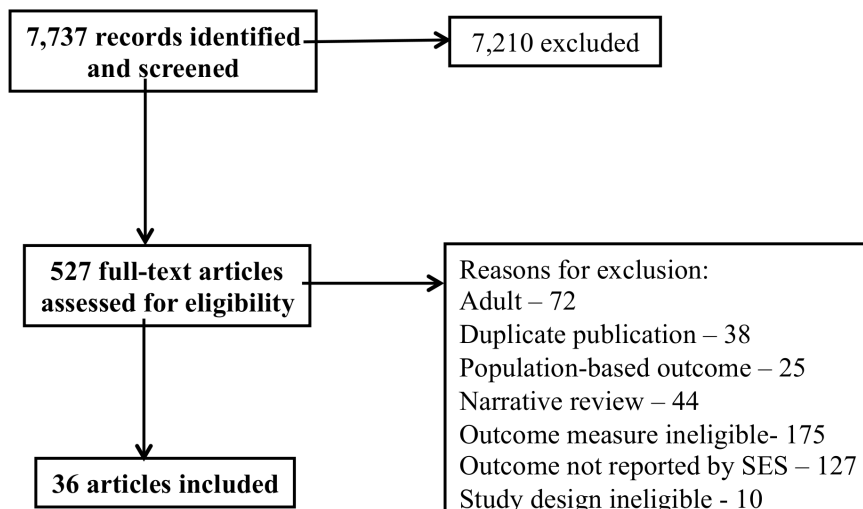 7,737 records identified
and screened
7,210 excluded
527 full-text articles
assessed for eligibility
Reasons for exclusion:
Adult – 72
Duplicate publication – 38
Population-based outcome – 25
Narrative review – 44
Outcome measure ineligible- 175
Outcome not reported by SES – 127
Study design ineligible - 10
36 articles included